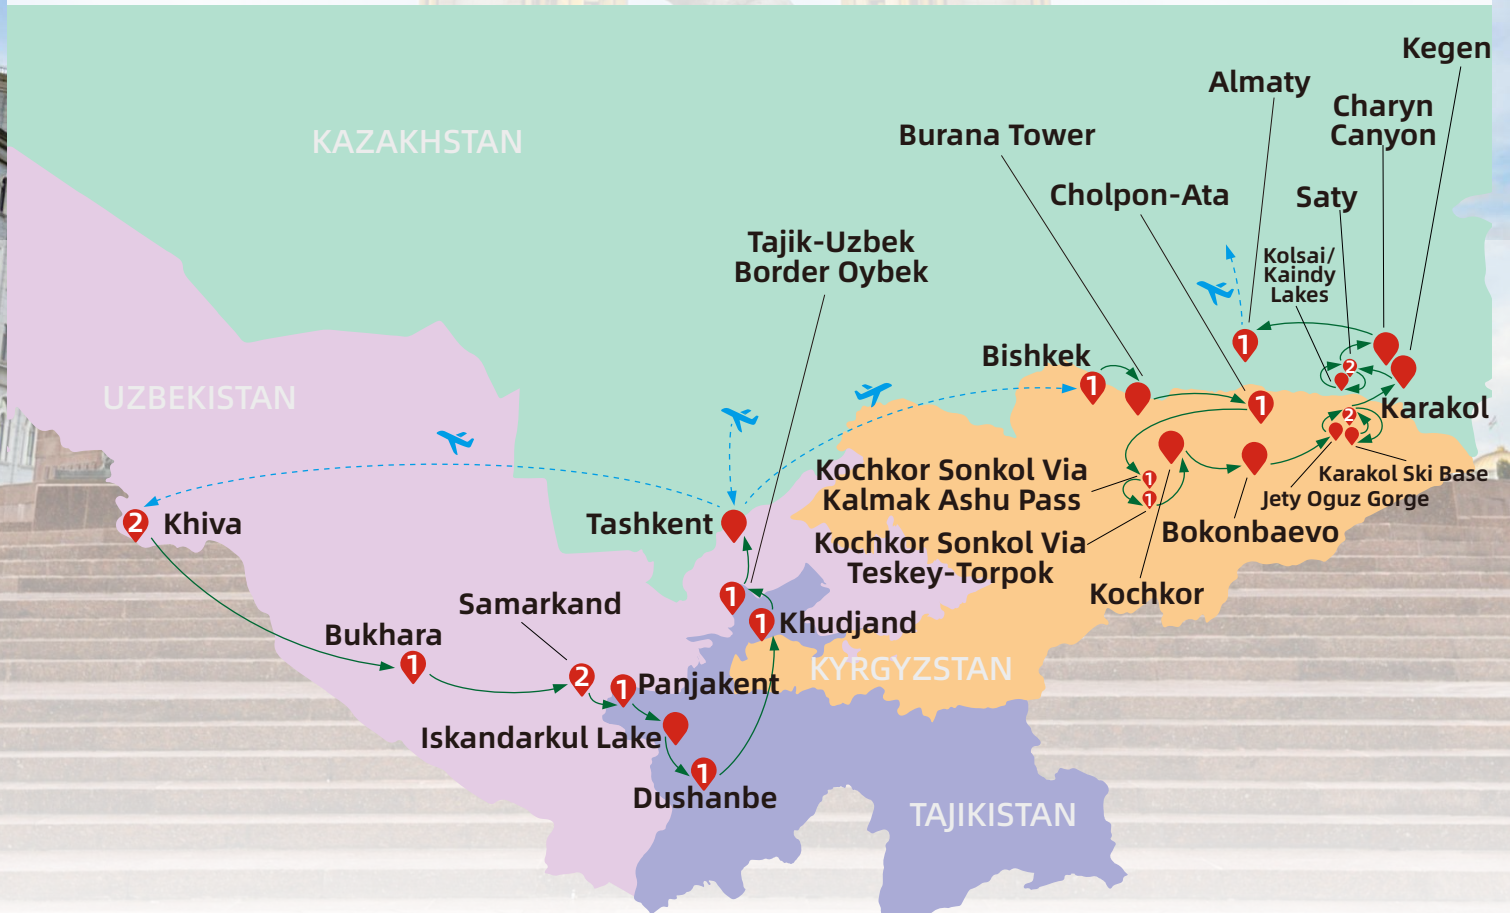 Kegen
Almaty
Charyn
Canyon
Burana Tower
Cholpon-Ata
Saty
KAZAKHSTAN
Tajik-Uzbek
Border Oybek
Kolsai/
Kaindy
Lakes
1
Bishkek
1
2
UZBEKISTAN
1
Karakol
2
Kochkor Sonkol Via
Kalmak Ashu Pass
1
1
Karakol Ski Base
Jety Oguz Gorge
2
Khiva
Tashkent
Bokonbaevo
Kochkor Sonkol Via
Teskey-Torpok
Kochkor
1
Samarkand
1
Khudjand
Bukhara
1
KYRGYZSTAN
2
1
Panjakent
Iskandarkul Lake
1
Dushanbe
TAJIKISTAN